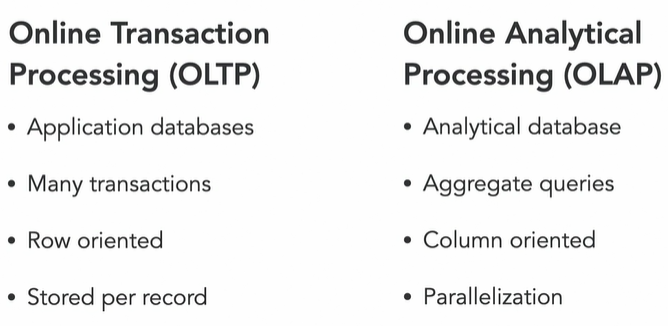 Online Transaction
Processing (OLTP)
• Application databases
• Many transactions
• Row oriented
• Stored per record
Online Analytical
Processing (OLAP)
• Analytical database
• Aggregate queries
• Column oriented
• Parallelization